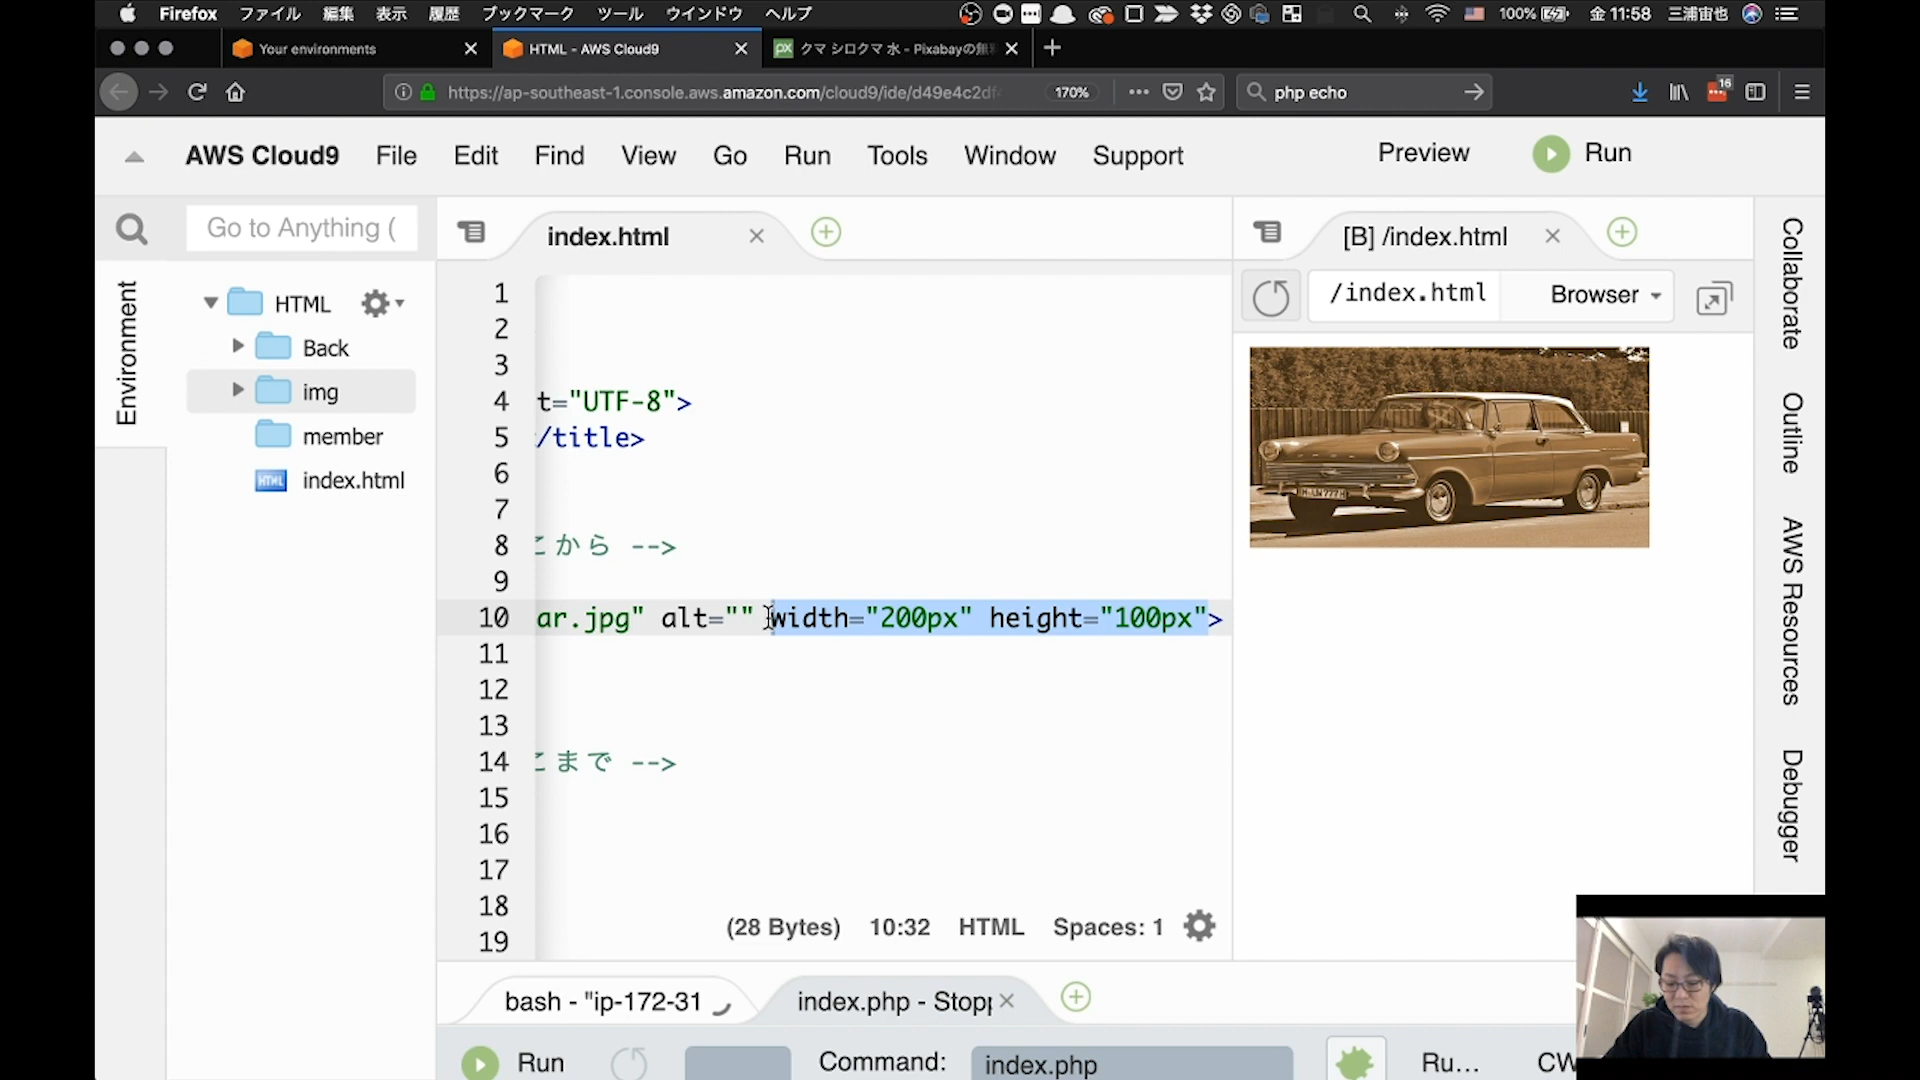 Firefox ファイル 編集 表示 履歴 ブックマーク ツール ウインドウ ヘルプ 100% 金 11:58 三浦宙也
Your environments
HTML - AWS Cloud9
クマ シロクマ 水 - Pixabayの無
https://ap-southeast-1.console.aws.amazon.com/cloud9/ide/d49e4c2df
170%
php echo
16
AWS Cloud9 File Edit Find View Go Run Tools Window Support Preview Run
Go to Anything (
index.html
[B] /index.html
/index.html
Browser
Environment
HTML
Back
img
member
index.html
1
2
3
4 t="UTF-8">
5 /title>
6
7
8 こから -->
9
10 ar.jpg" alt="" width="200px" height="100px">
11
12
13
14 こまで -->
15
16
17
18
19
(28 Bytes) 10:32 HTML Spaces: 1
Collaborate
Outline
AWS Resources
Debugger
bash - "ip-172-31
index.php - Stopp
Run
Command:
index.php
Ru...
CW